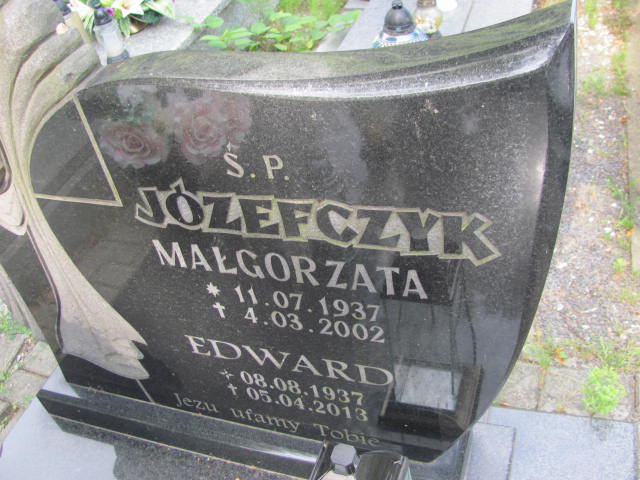 Ś.P.
JÓZEFCZYK
MAŁGORZATA
* 11.07.1937
† 4.03.2002
EDWARD
* 08.08.1937
† 05.04.2013
Jezu ufamy Tobie